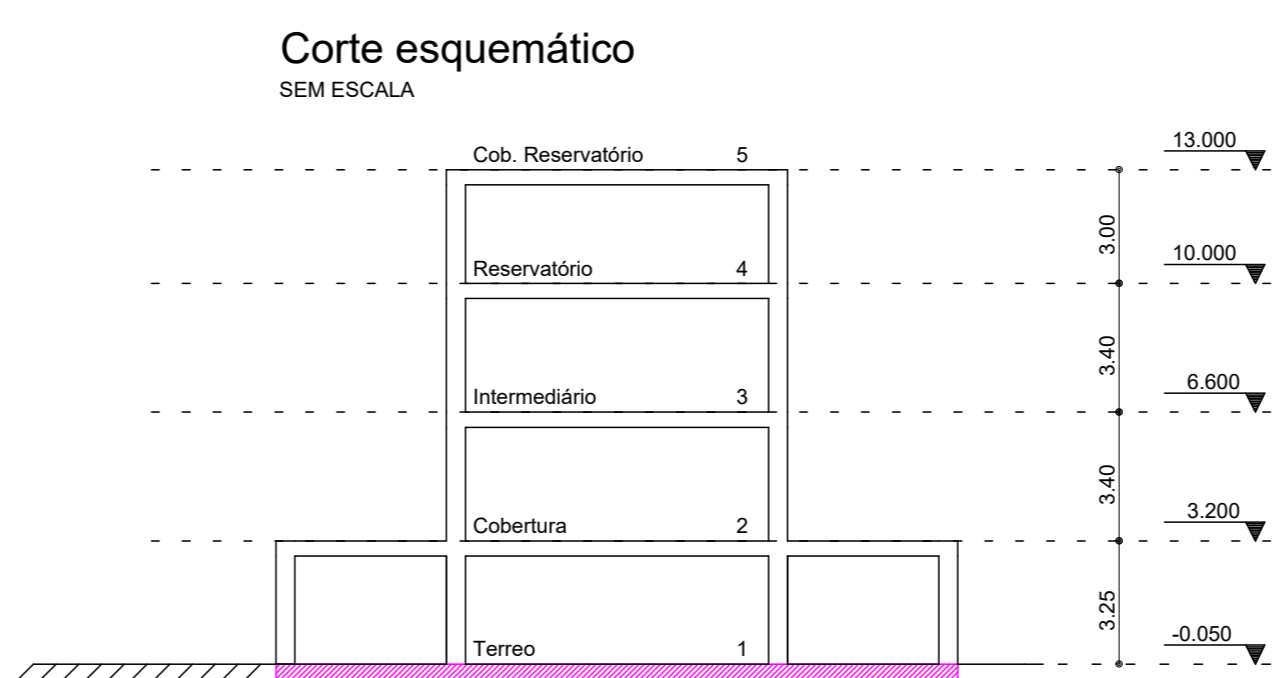 Corte esquemático
SEM ESCALA
Cob. Reservatório 5
13.000
3.00
Reservatório 4
10.000
3.40
Intermediário 3
6.600
3.40
Cobertura 2
3.200
3.25
Terreo 1
-0.050